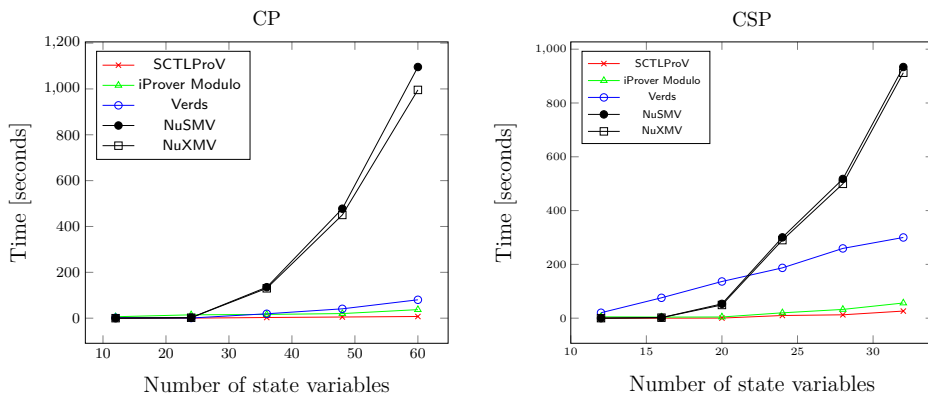 CP
1,200
1,000
800
600
400
200
0
10 20 30 40 50 60
Time [seconds]
Number of state variables
SCTLProV
iProver Modulo
Verds
NuSMV
NuXMV
CSP
1,000
800
600
400
200
0
10 15 20 25 30
Time [seconds]
Number of state variables
SCTLProV
iProver Modulo
Verds
NuSMV
NuXMV